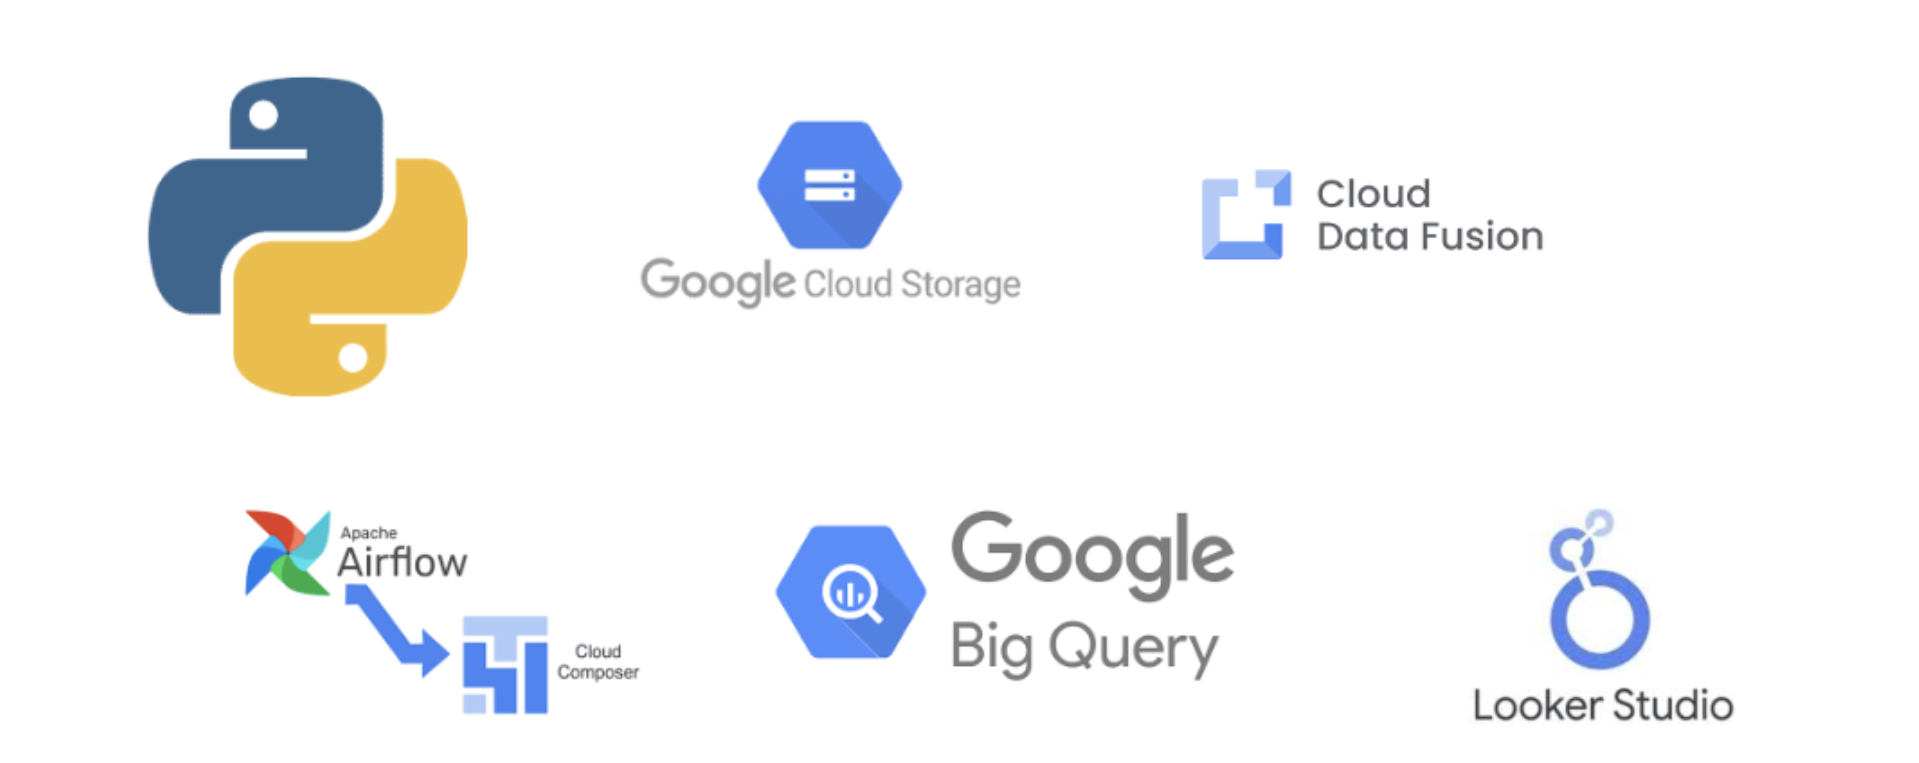 Google Cloud Storage
Cloud
Data Fusion
Apache
Airflow
Cloud
Composer
Google
Big Query
Looker Studio